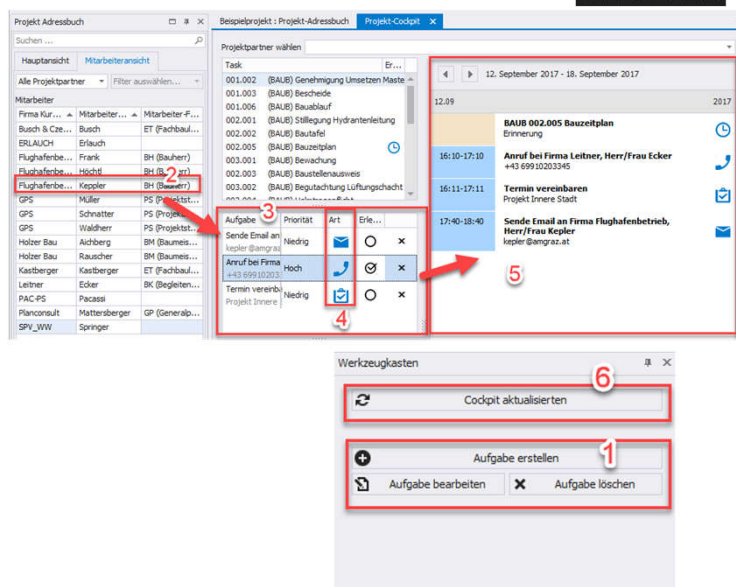 Projekt Adressbuch
Suchen ...
Hauptansicht Mitarbeiteransicht
Alle Projektpartner Filter auswählen...
Mitarbeiter
Firma Kur... Mitarbeiter... Mitarbeiter-F...
Busch & Cze... Busch ET (Fachbaul...
ERLAUCH Erlauch
Flughafenbe... Frank BH (Bauherr)
Flughafenbe... Höchtl
Flughafenbe... Keppler BH (Bauherr)
GPS Müller PS (Projektst...
GPS Schnatter
GPS Waldherr PS (Projektst...
Holzer Bau Aichberg BM (Baumeis...
Holzer Bau Rauscher BM (Baumeis...
Kastberger Kastberger ET (Fachbaul...
Leitner Ecker BK (Begleiten...
PAC-PS Pacassi
Planconsult Mattersberger GP (Generalp...
SPV_WW Springer
2
Beispielprojekt : Projekt-Adressbuch Projekt-Cockpit
Projektpartner wählen
Task Er...
001.002 (BAUB) Genehmigung Umsetzen Maste
001.003 (BAUB) Bescheide
001.006 (BAUB) Bauablauf
002.001 (BAUB) Stillegung Hydrantenleitung
002.002 (BAUB) Bautafel
002.005 (BAUB) Bauzeitplan
003.001 (BAUB) Bewachung
002.003 (BAUB) Baustellenausweis
003.002 (BAUB) Begutachtung Lüftungsschacht
3
Aufgabe Priorität Art Erle...
Sende Email an Niedrig
kepler@amgraz
Anruf bei Firma Hoch
+43 69910203
Termin vereinba Niedrig
Projekt Innere
4
12. September 2017 - 18. September 2017
12.09 2017
BAUB 002.005 Bauzeitplan
Erinnerung
16:10-17:10 Anruf bei Firma Leitner, Herr/Frau Ecker
+43 69910203345
16:11-17:11 Termin vereinbaren
Projekt Innere Stadt
17:40-18:40 Sende Email an Firma Flughafenbetrieb,
Herr/Frau Kepler
kepler@amgraz.at
5
Werkzeugkasten
6
Cockpit aktualisierten
1
Aufgabe erstellen
Aufgabe bearbeiten Aufgabe löschen